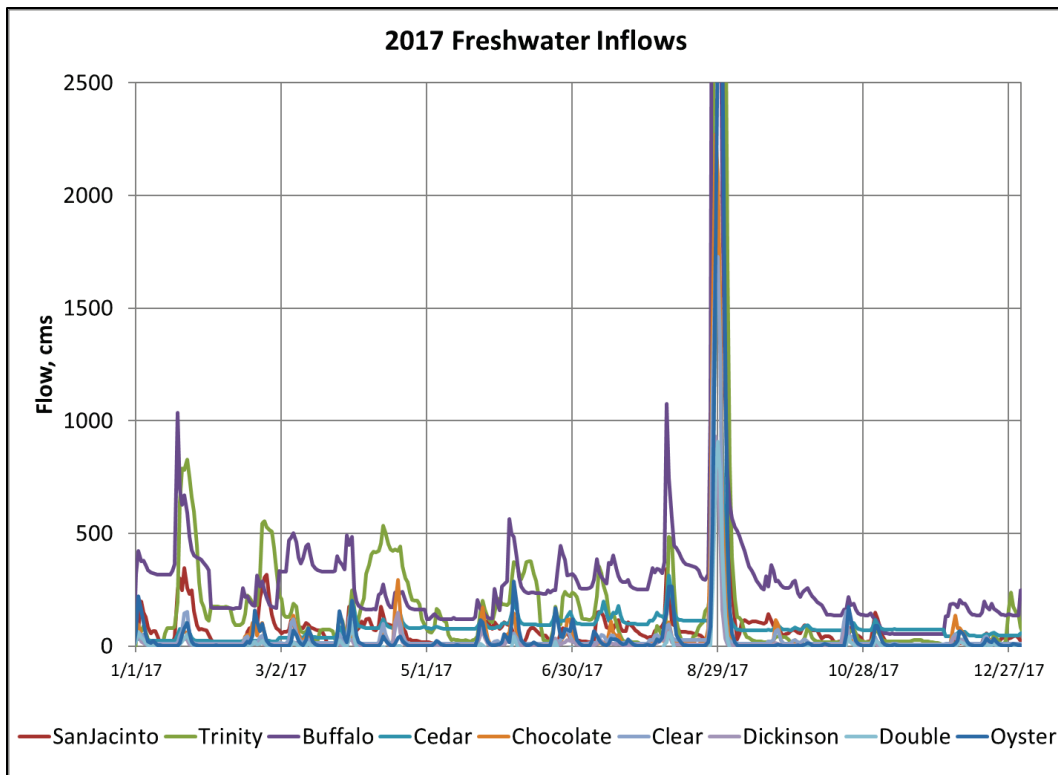 2017 Freshwater Inflows
2500
2000
1500
1000
500
0
Flow, cms
1/1/17 3/2/17 5/1/17 6/30/17 8/29/17 10/28/17 12/27/17
SanJacinto Trinity Buffalo Cedar Chocolate Clear Dickinson Double Oyster